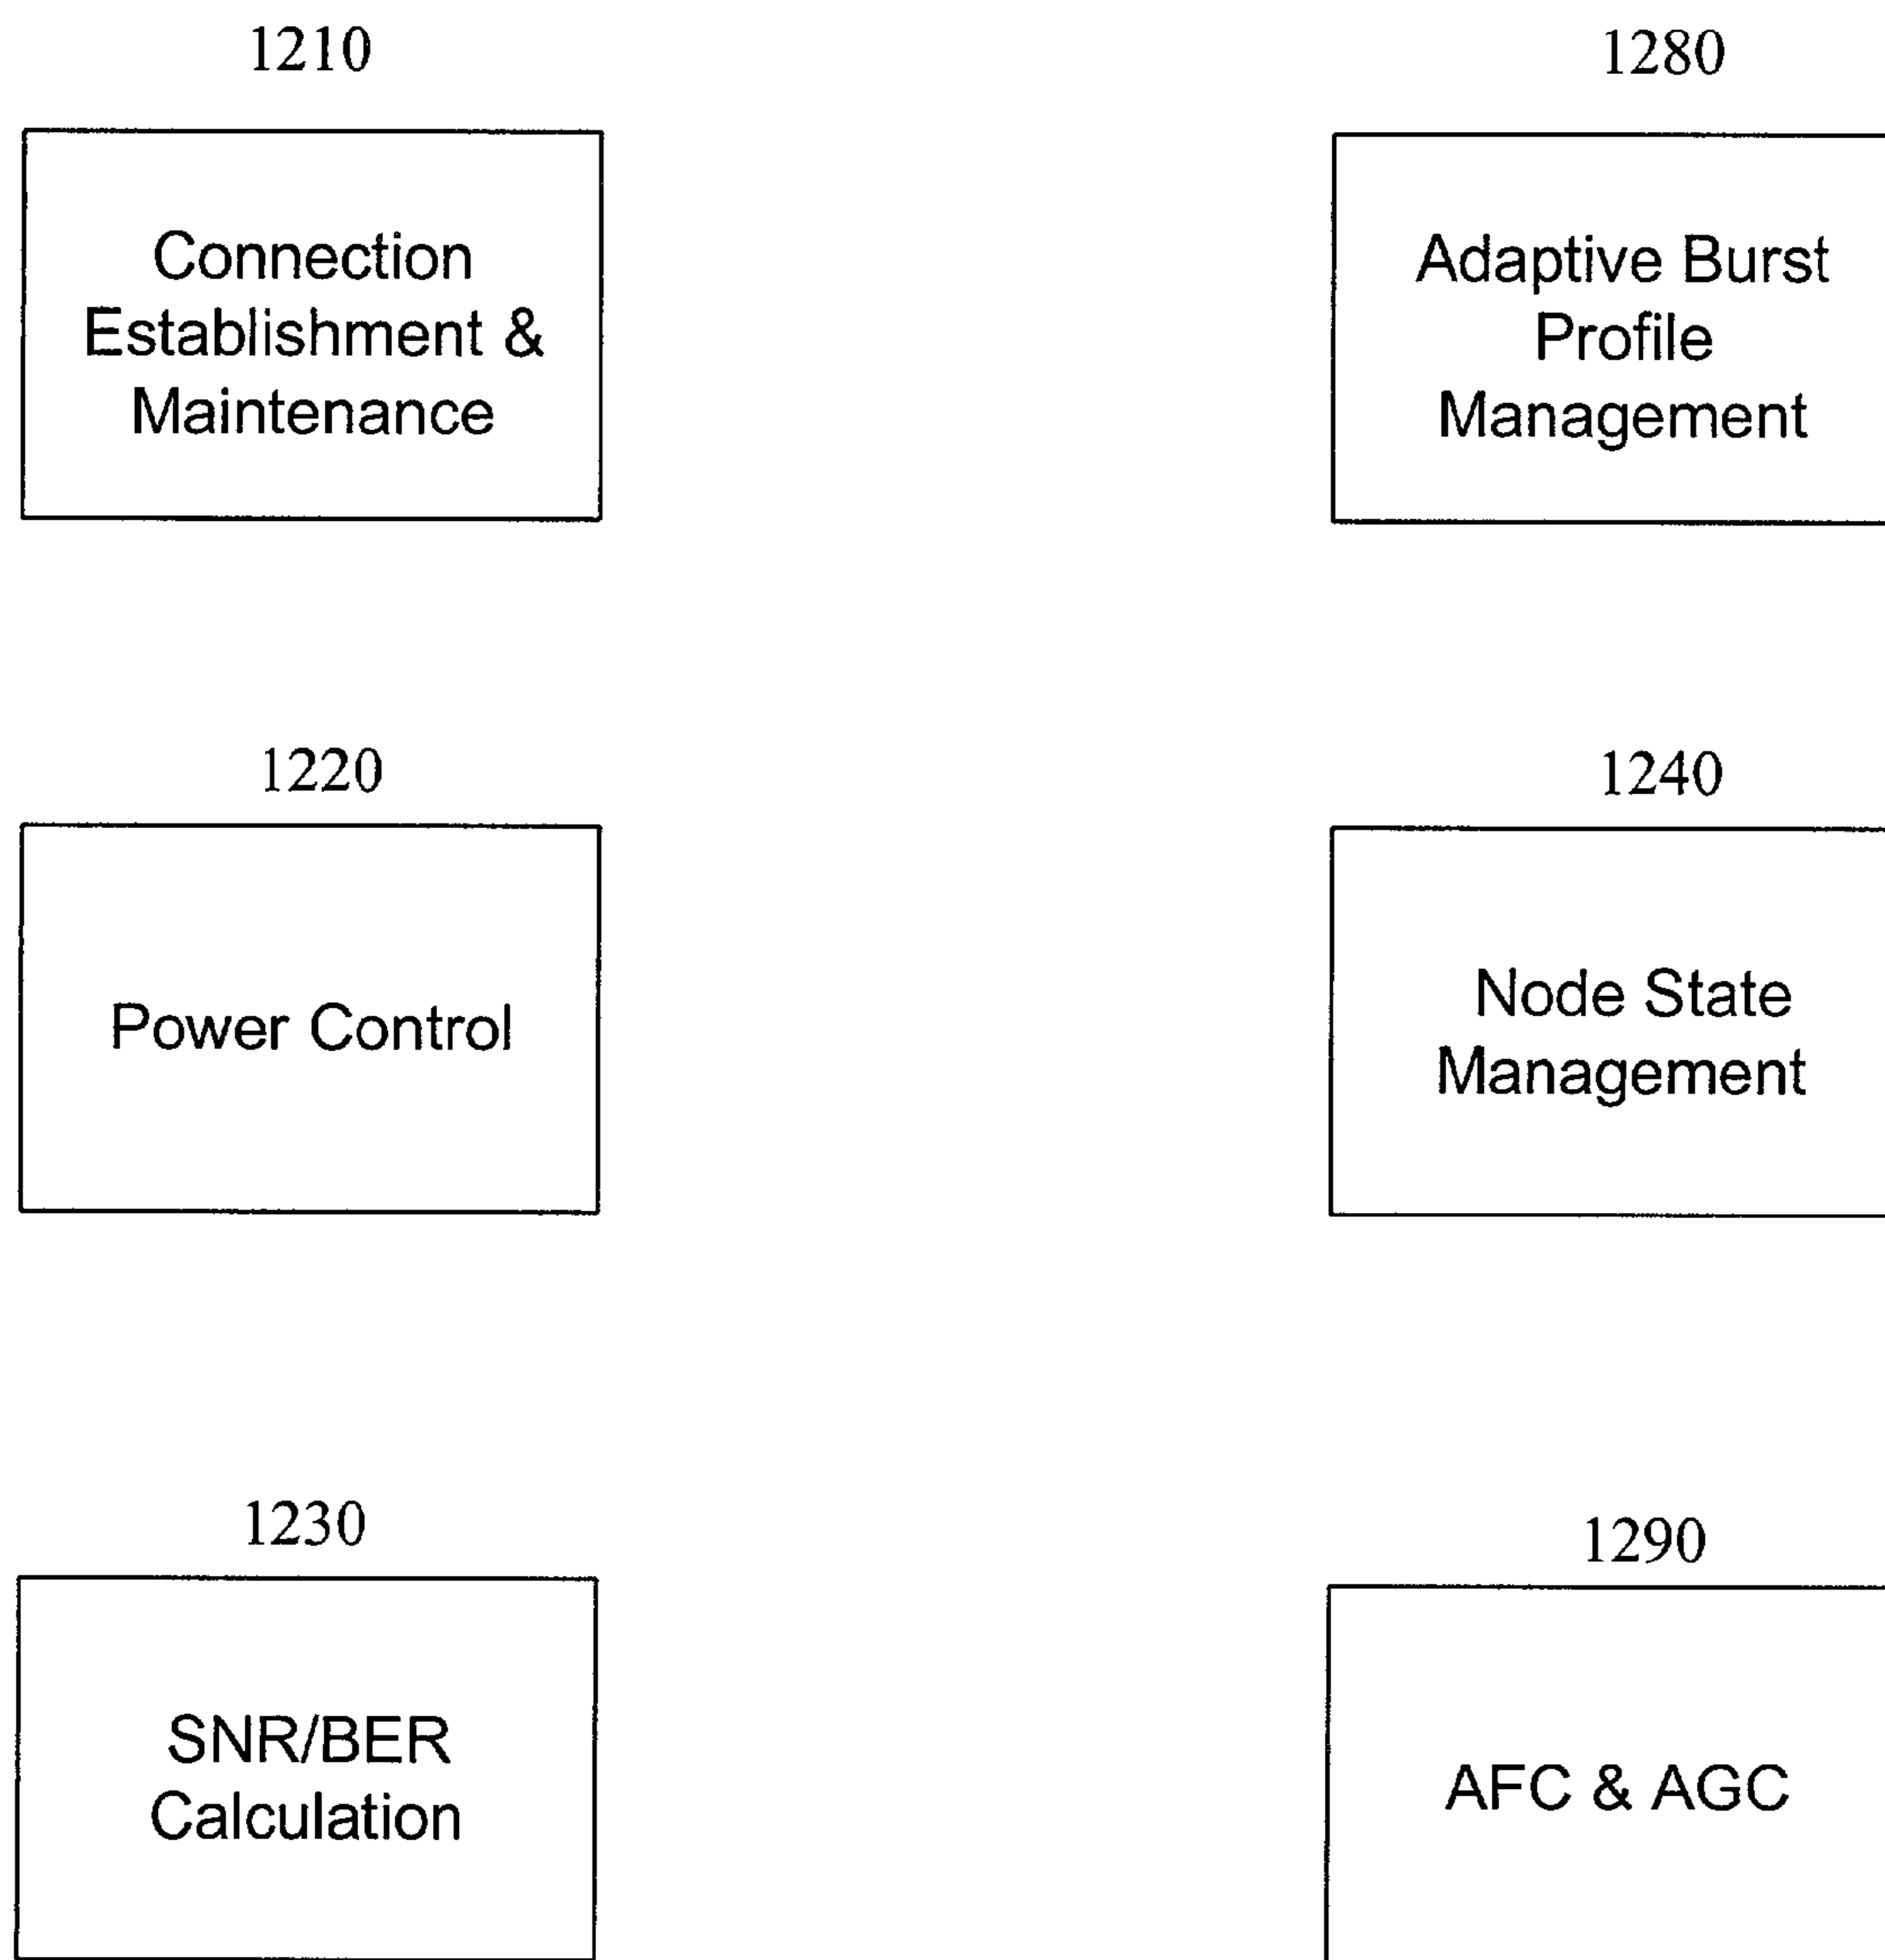 1210
Connection
Establishment &
Maintenance
1280
Adaptive Burst
Profile
Management
1220
Power Control
1240
Node State
Management
1230
SNR/BER
Calculation
1290
AFC & AGC